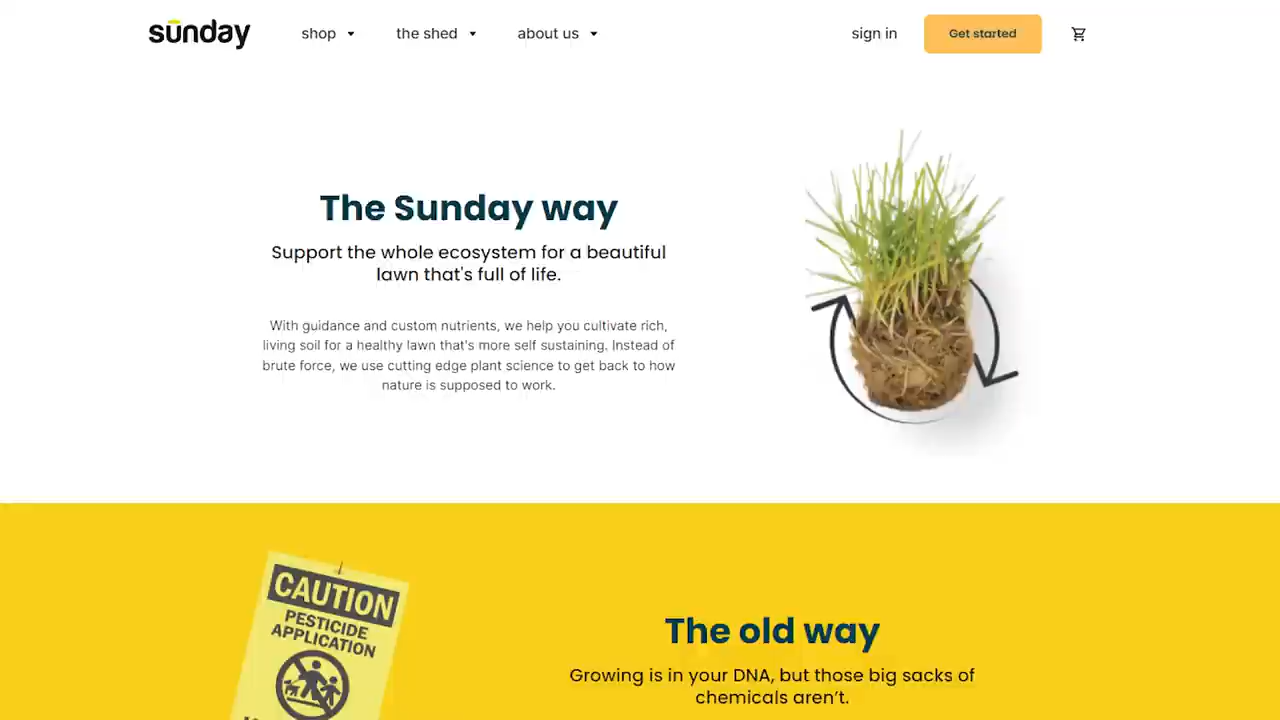 sunday
shop
the shed
about us
sign in
Get started
The Sunday way
Support the whole ecosystem for a beautiful
lawn that's full of life.
With guidance and custom nutrients, we help you cultivate rich,
living soil for a healthy lawn that's more self sustaining. Instead of
brute force, we use cutting edge plant science to get back to how
nature is supposed to work.
CAUTION
PESTICIDE
APPLICATION
The old way
Growing is in your DNA, but those big sacks of
chemicals aren't.